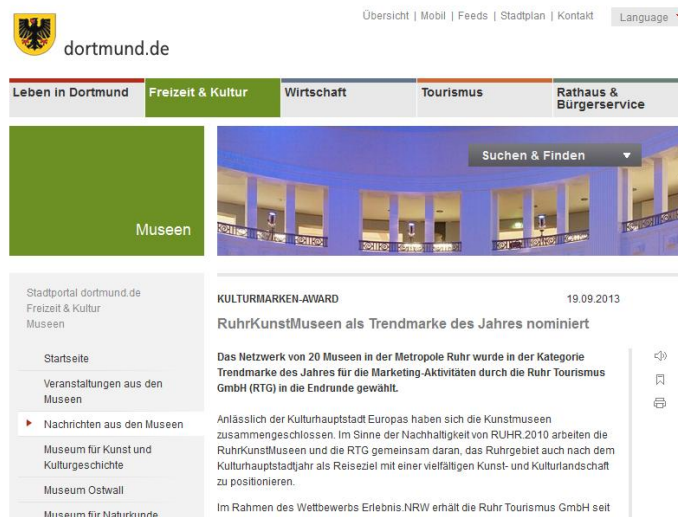 Übersicht | Mobil | Feeds | Stadtplan | Kontakt
Language
dortmund.de
Leben in Dortmund
Freizeit & Kultur
Wirtschaft
Tourismus
Rathaus &
Bürgerservice
Suchen & Finden
Museen
Stadtportal dortmund.de
Freizeit & Kultur
Museen
Startseite
Veranstaltungen aus den
Museen
Nachrichten aus den Museen
Museum für Kunst und
Kulturgeschichte
Museum Ostwall
Museum für Naturkunde
KULTURMARKEN-AWARD
19.09.2013
RuhrKunstMuseen als Trendmarke des Jahres nominiert
Das Netzwerk von 20 Museen in der Metropole Ruhr wurde in der Kategorie
Trendmarke des Jahres für die Marketing-Aktivitäten durch die Ruhr Tourismus
GmbH (RTG) in die Endrunde gewählt.
Anlässlich der Kulturhauptstadt Europas haben sich die Kunstmuseen
zusammengeschlossen. Im Sinne der Nachhaltigkeit von RUHR.2010 arbeiten die
RuhrKunstMuseen und die RTG gemeinsam daran, das Ruhrgebiet auch nach dem
Kulturhauptstadtjahr als Reiseziel mit einer vielfältigen Kunst- und Kulturlandschaft
zu positionieren.
Im Rahmen des Wettbewerbs Erlebnis.NRW erhält die Ruhr Tourismus GmbH seit